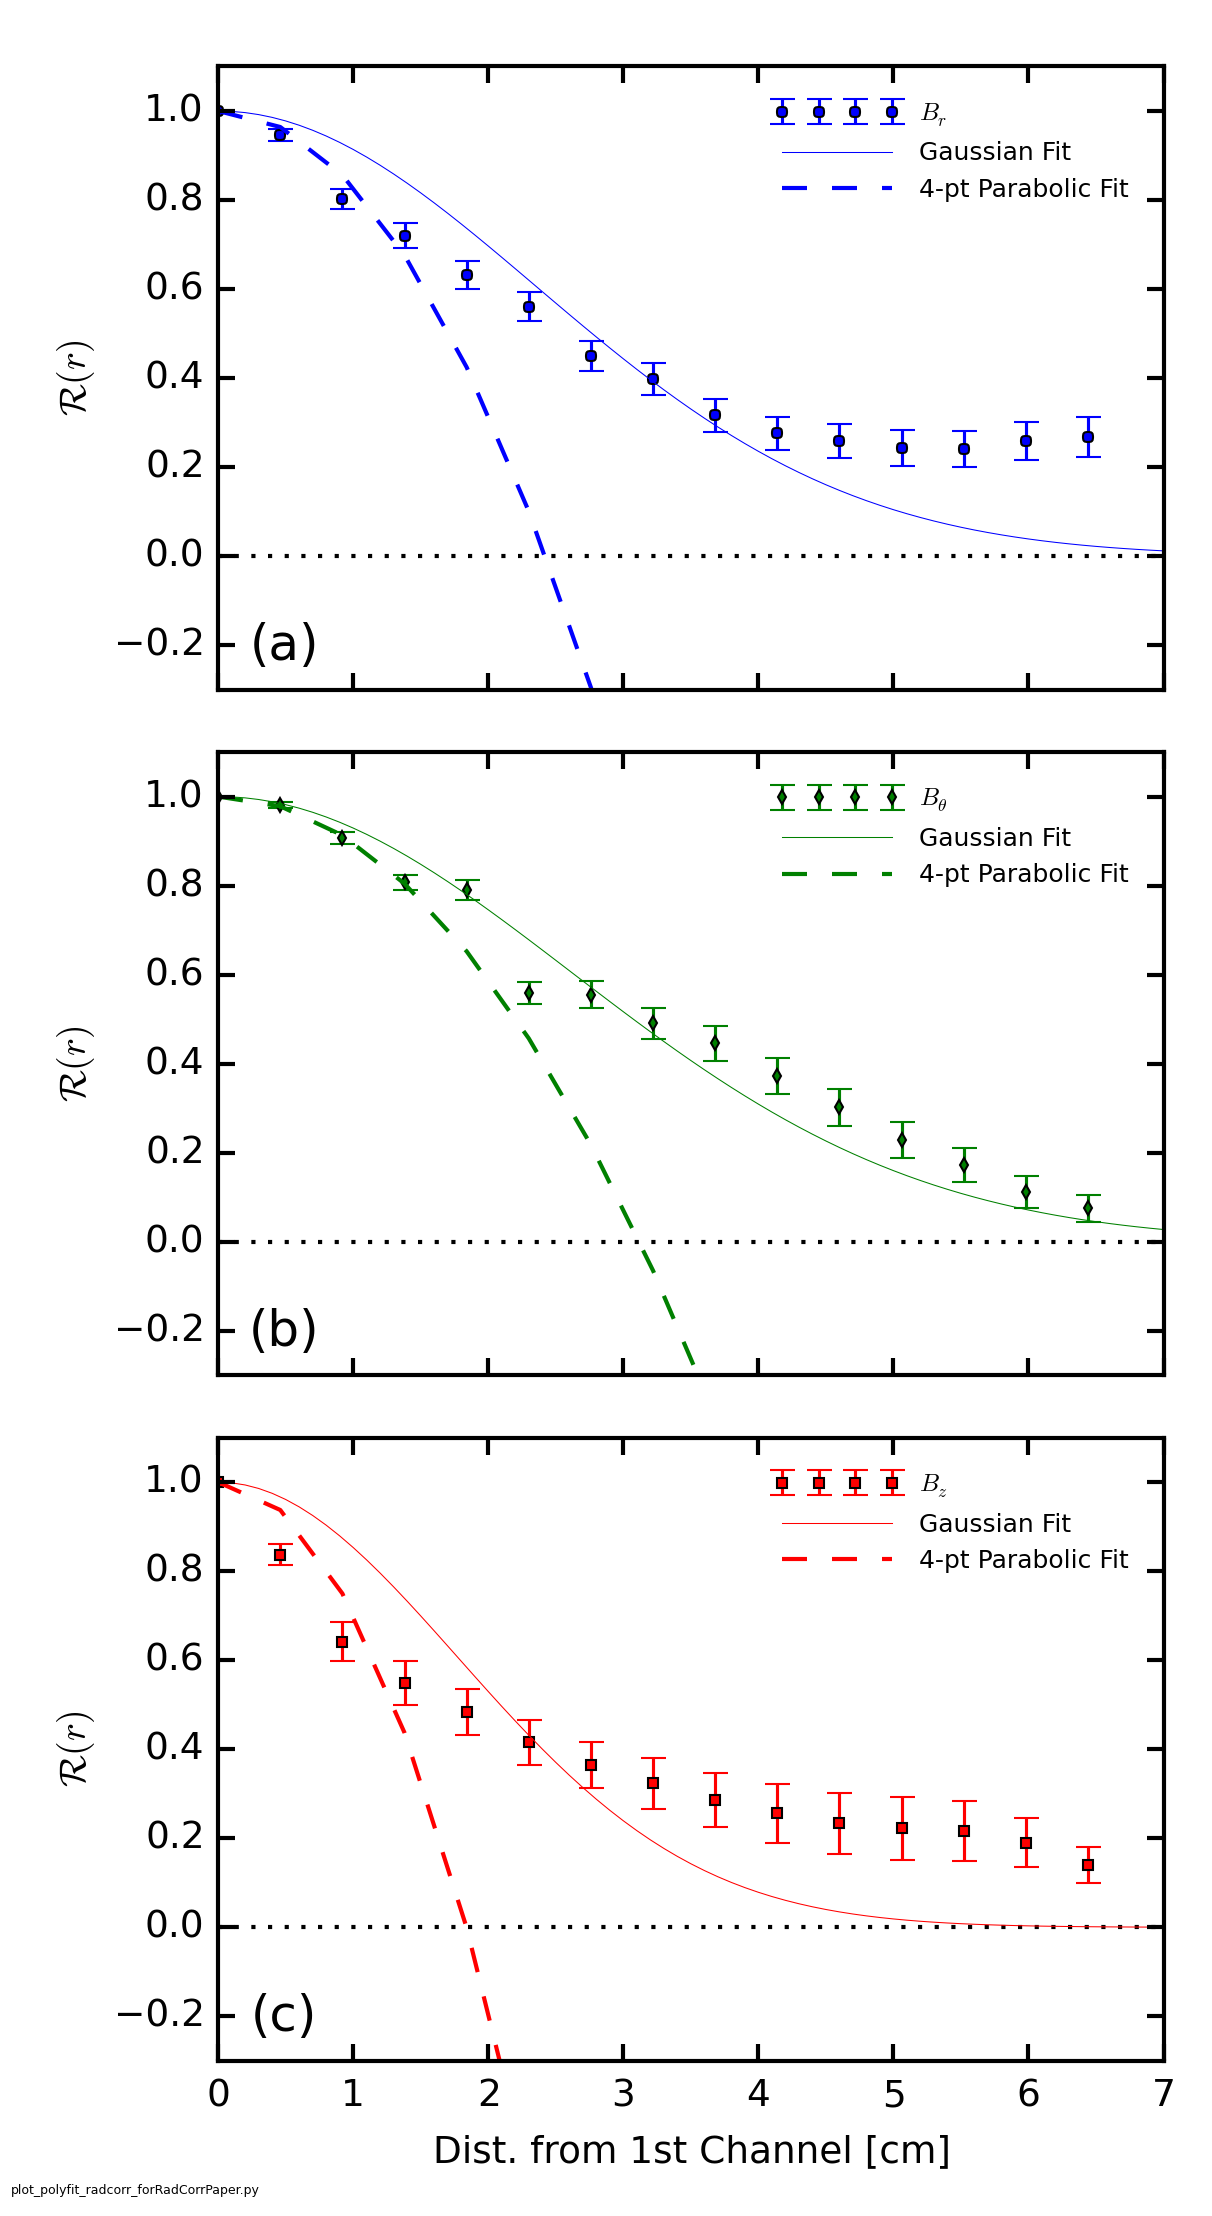 1.0
0.8
0.6
0.4
0.2
0.0
−0.2
ℛ(r)
B_r
Gaussian Fit
4-pt Parabolic Fit
(a)
1.0
0.8
0.6
0.4
0.2
0.0
−0.2
ℛ(r)
B_θ
Gaussian Fit
4-pt Parabolic Fit
(b)
1.0
0.8
0.6
0.4
0.2
0.0
−0.2
ℛ(r)
B_z
Gaussian Fit
4-pt Parabolic Fit
(c)
0 1 2 3 4 5 6 7
Dist. from 1st Channel [cm]
plot_polyfit_radcorr_forRadCorrPaper.py